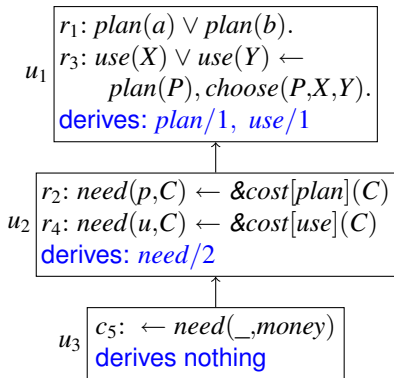 r₁: plan(a) ∨ plan(b).
u₁ r₃: use(X) ∨ use(Y) ←
plan(P), choose(P,X,Y).
derives: plan/1, use/1
r₂: need(p,C) ← &cost[plan](C)
u₂ r₄: need(u,C) ← &cost[use](C)
derives: need/2
c₅: ← need(_,money)
u₃ derives nothing